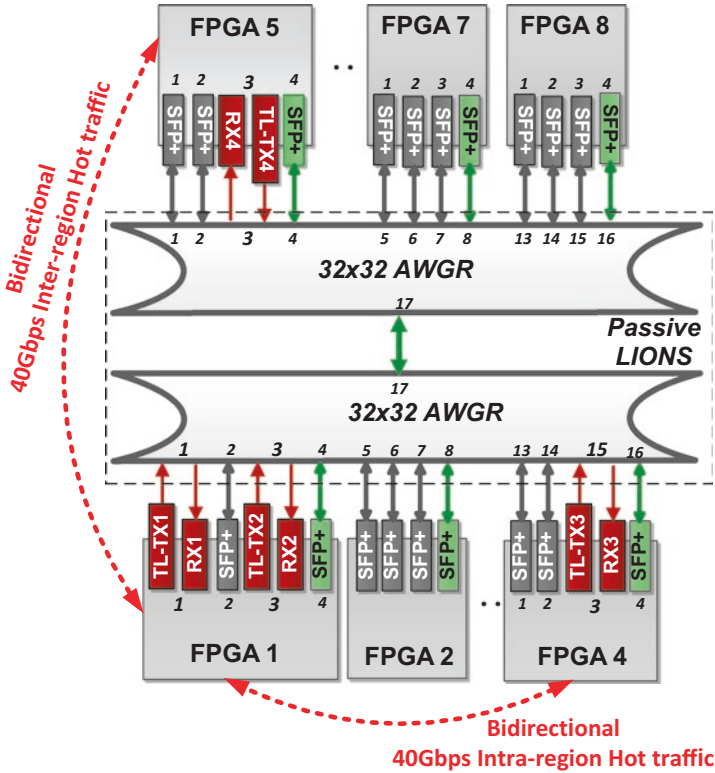 FPGA 5
FPGA 7
FPGA 8
1 2 3 4
1 2 3 4
1 2 3 4
SFP+ SFP+ RX4 TL-TX4 SFP+
SFP+ SFP+ SFP+ SFP+
SFP+ SFP+ SFP+ SFP+
Bidirectional
40Gbps Inter-region Hot traffic
1 2 3 4 5 6 7 8 13 14 15 16
32x32 AWGR
17
Passive
LIONS
17
32x32 AWGR
1 2 3 4 5 6 7 8 13 14 15 16
TL-TX1 RX1 SFP+ TL-TX2 RX2 SFP+
SFP+ SFP+ SFP+ SFP+
SFP+ SFP+ TL-TX3 RX3 SFP+
1 2 3 4
1 2 3 4
FPGA 1
FPGA 2
FPGA 4
Bidirectional
40Gbps Intra-region Hot traffic